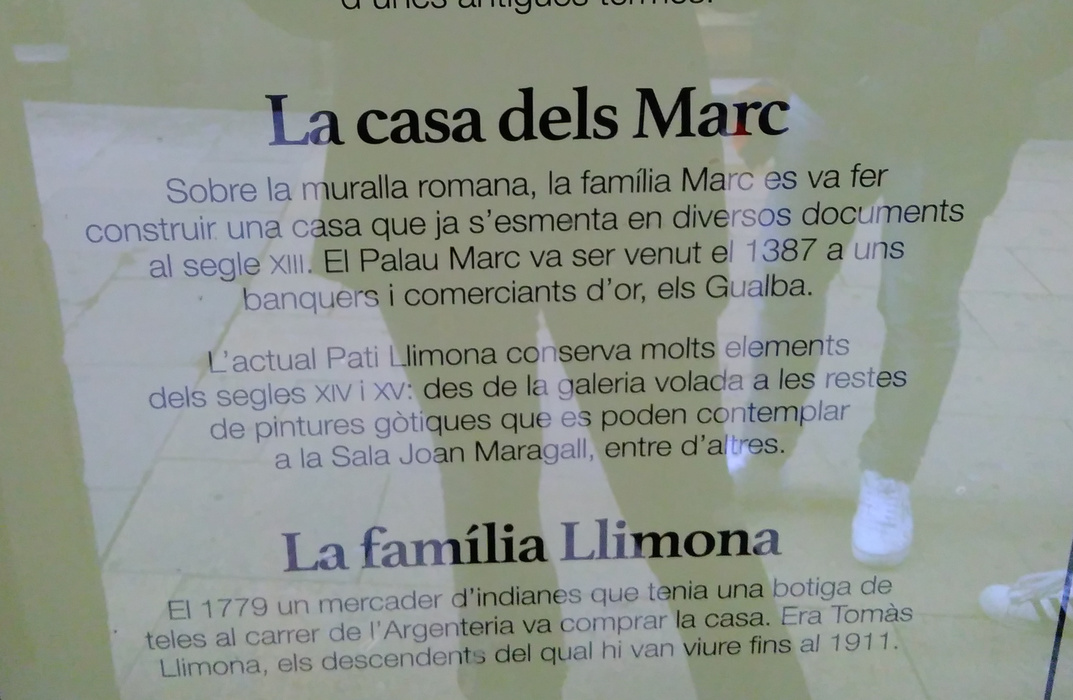 d'unes antigues termes.
La casa dels Marc
Sobre la muralla romana, la família Marc es va fer
construir una casa que ja s'esmenta en diversos documents
al segle XIII. El Palau Marc va ser venut el 1387 a uns
banquers i comerciants d'or, els Gualba.
L'actual Pati Llimona conserva molts elements
dels segles XIV i XV: des de la galeria volada a les restes
de pintures gòtiques que es poden contemplar
a la Sala Joan Maragall, entre d'altres.
La família Llimona
El 1779 un mercader d'indianes que tenia una botiga de
teles al carrer de l'Argenteria va comprar la casa. Era Tomàs
Llimona, els descendents del qual hi van viure fins al 1911.